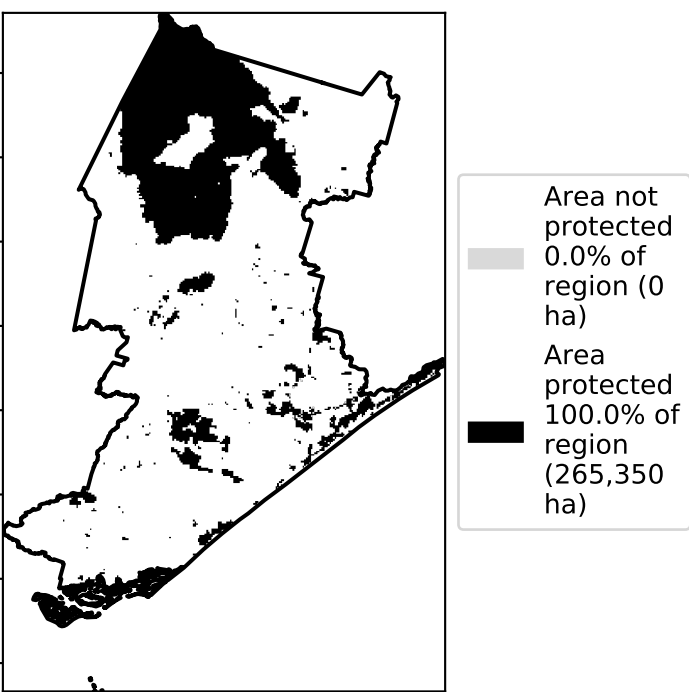 Area not
protected
0.0% of
region (0
ha)
Area
protected
100.0% of
region
(265,350
ha)